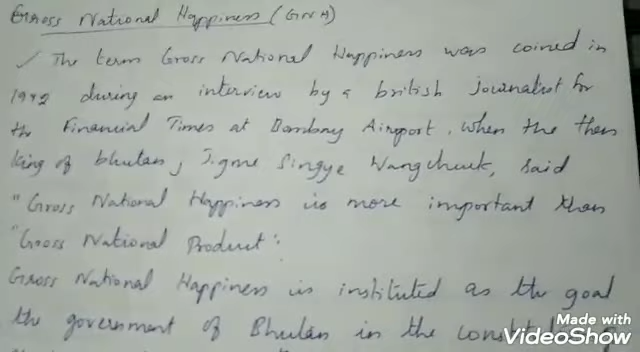 Gross National Happiness (GNH)
✓ The term Gross National Happiness was coined in
1972 during an interview by a british journalist for
the Financial Times at Bombay Airport, when the then
king of bhutan, Jigme Singye Wangchuck, said
"Gross National Happiness is more important than
"Gross National Product".
Gross National Happiness is instituted as the goal
the government of Bhutan in the
Made with
VideoShow